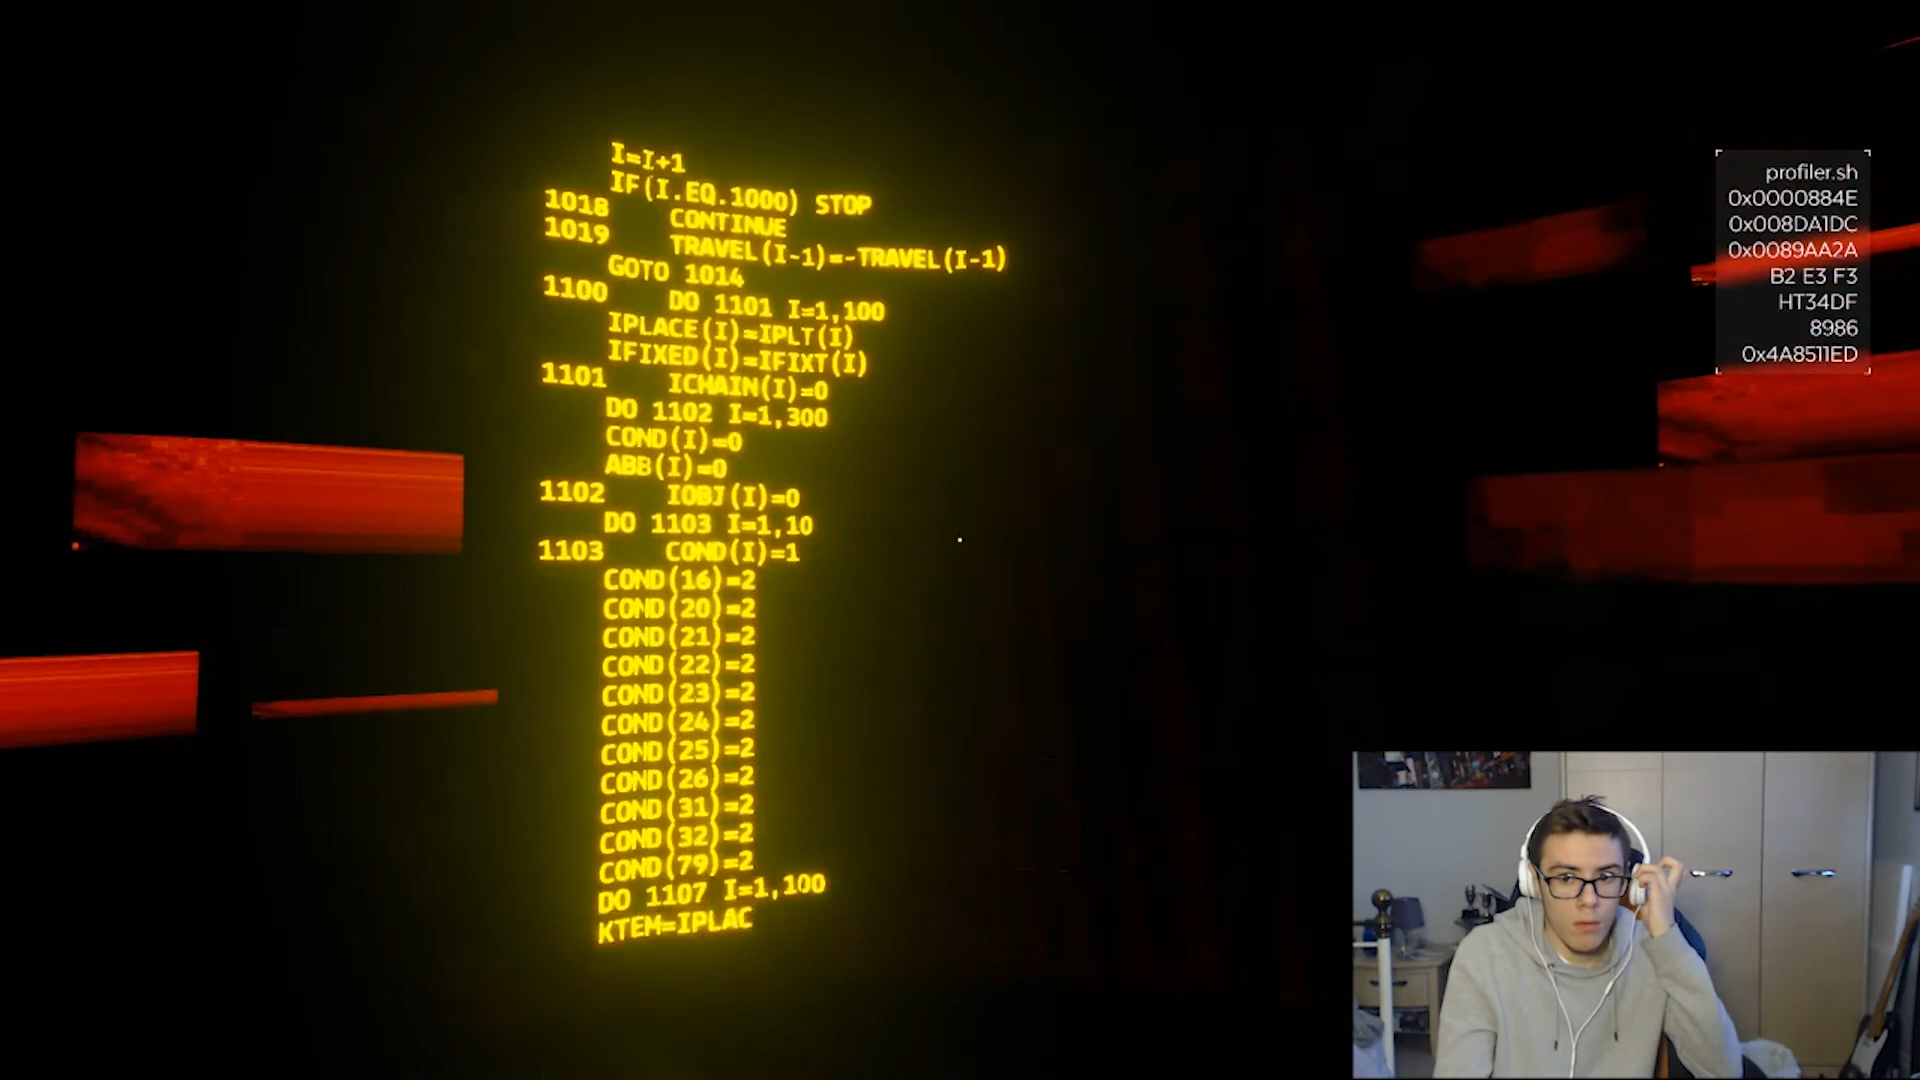 I=I+1
IF(I.EQ.1000) STOP
1018 CONTINUE
1019 TRAVEL(I-1)=-TRAVEL(I-1)
GOTO 1014
1100 DO 1101 I=1,100
IPLACE(I)=IPLT(I)
IFIXED(I)=IFIXT(I)
1101 ICHAIN(I)=0
DO 1102 I=1,300
COND(I)=0
ABB(I)=0
1102 IOBJ(I)=0
DO 1103 I=1,10
1103 COND(I)=1
COND(16)=2
COND(20)=2
COND(21)=2
COND(22)=2
COND(23)=2
COND(24)=2
COND(25)=2
COND(26)=2
COND(31)=2
COND(32)=2
COND(79)=2
DO 1107 I=1,100
KTEM=IPLAC
profiler.sh
0x0000884E
0x008DA1DC
0x0089AA2A
B2 E3 F3
HT34DF
8986
0x4A8511ED